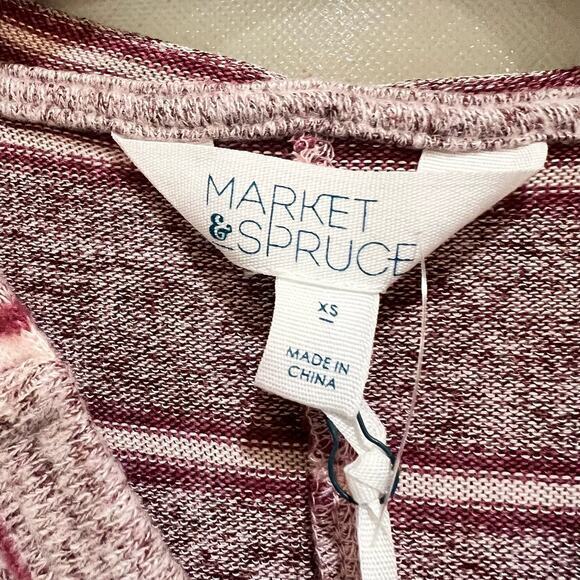 MARKET
& SPRUCE
XS
MADE IN
CHINA